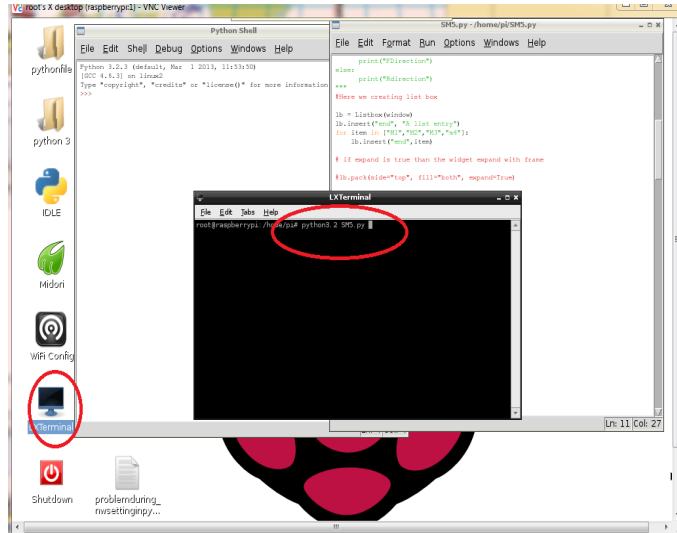 root's X desktop (raspberrypi:1) - VNC Viewer
Python Shell
File Edit Shell Debug Options Windows Help
Python 3.2.3 (default, Mar 1 2013, 11:53:50)
[GCC 4.6.3] on linux2
Type "copyright", "credits" or "license()" for more information
>>>
SM5.py - /home/pi/SM5.py
File Edit Format Run Options Windows Help
print("FDirection")
else:
print("Rdirection")
"""
#Here we creating list box
lb = Listbox(window)
lb.insert("end", "A list entry")
for item in ["M1","M2","M3","m4"]:
lb.insert("end",item)
# if expand is true than the widget expand with frame
#lb.pack(side="top", fill="both", expand=True)
Ln: 11 Col: 27
LXTerminal
File Edit Tabs Help
root@raspberrypi:/home/pi# python3.2 SM5.py
pythonfile
python 3
IDLE
Midori
WiFi Config
LXTerminal
Shutdown
problemduring_
nwsettinginpy...